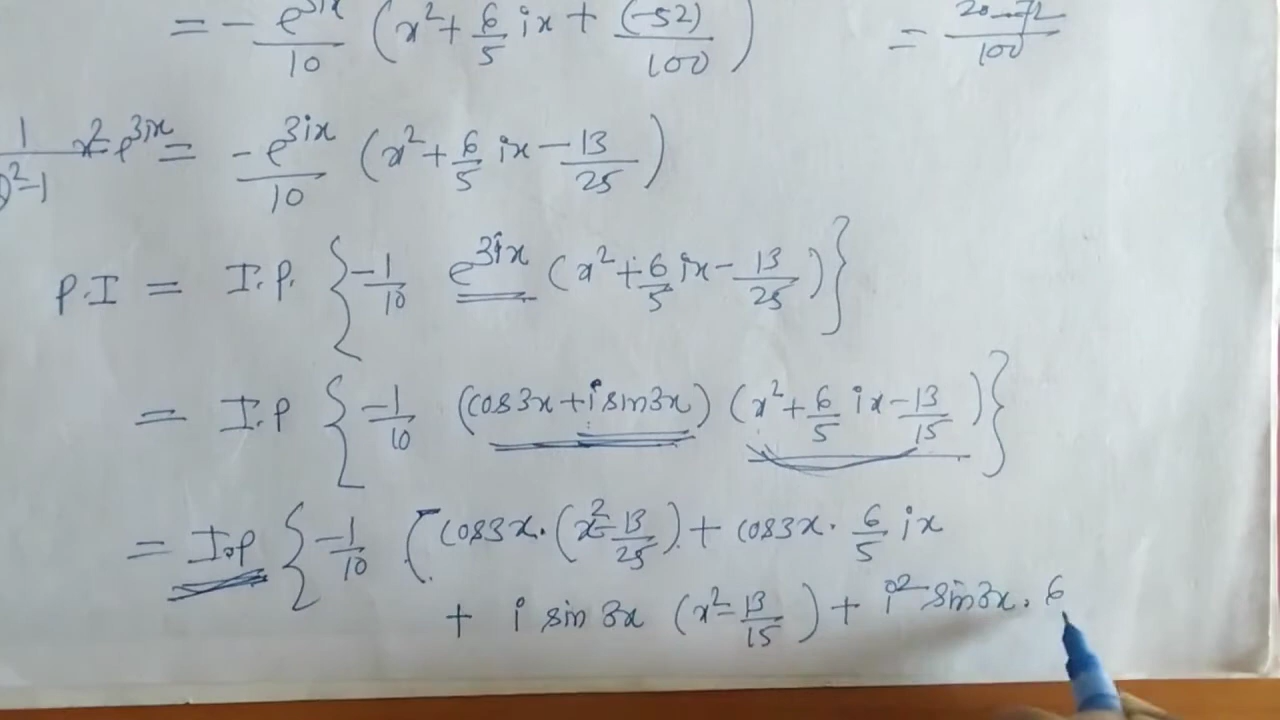 = - e^3ix / 10 (x² + 6/5 ix + (-52)/100) = 20-72 / 100
1 / D²-1 x² e^3ix = -e^3ix / 10 (x² + 6/5 ix - 13/25)
P.I = I.P. { -1/10 e^3ix (x² + 6/5 ix - 13/25) }
= I.P { -1/10 (cos3x + i sin3x) (x² + 6/5 ix - 13/15) }
= I.P { -1/10 ( cos3x. (x² - 13/25) + cos3x. 6/5 ix
+ i sin 3x (x² - 13/15) + i² sin3x. 6